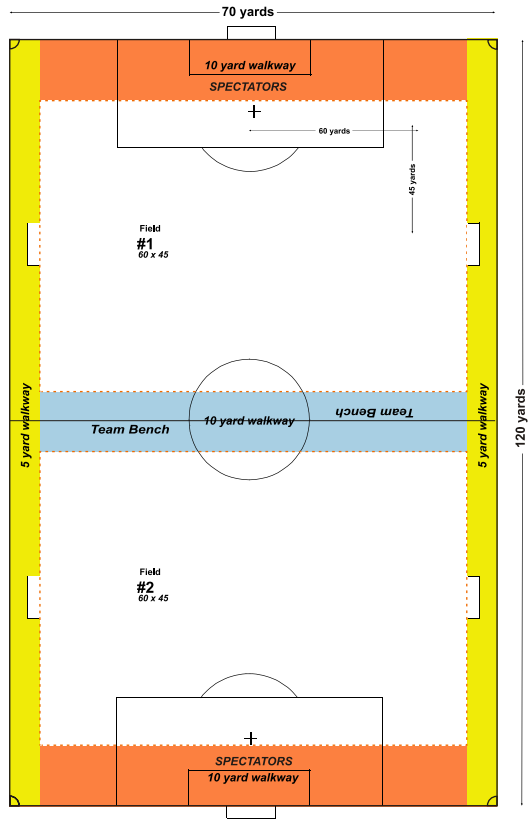 70 yards
10 yard walkway
SPECTATORS
60 yards
45 yards
Field
#1
60 x 45
5 yard walkway
5 yard walkway
120 yards
Team Bench
10 yard walkway
Team Bench
Field
#2
60 x 45
SPECTATORS
10 yard walkway